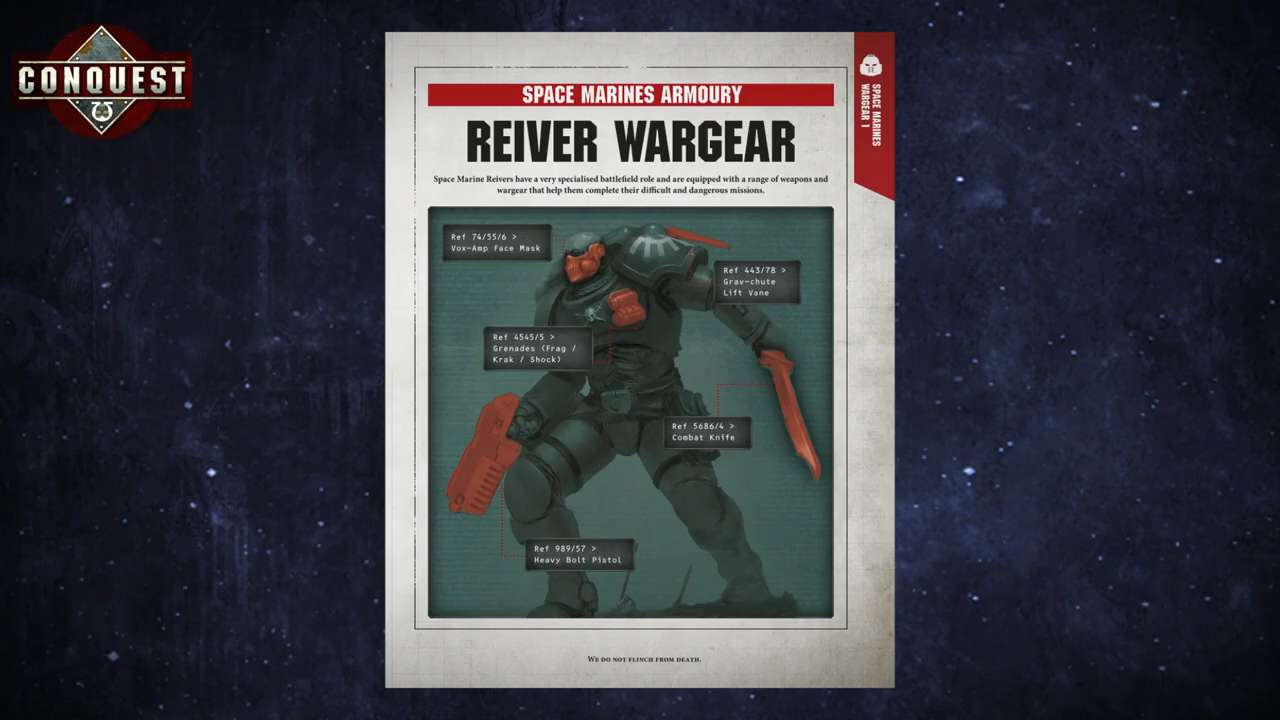 CONQUEST
SPACE MARINES ARMOURY
REIVER WARGEAR
Space Marine Reivers have a very specialised battlefield role and are equipped with a range of weapons and
wargear that help them complete their difficult and dangerous missions.
SPACE MARINES
WARGEAR 1
Ref 74/55/6 >
Vox-Amp Face Mask
Ref 443/78 >
Grav-chute
Lift Vane
Ref 4545/5 >
Grenades (Frag /
Krak / Shock)
Ref 5686/4 >
Combat Knife
Ref 989/57 >
Heavy Bolt Pistol
We do not flinch from death.